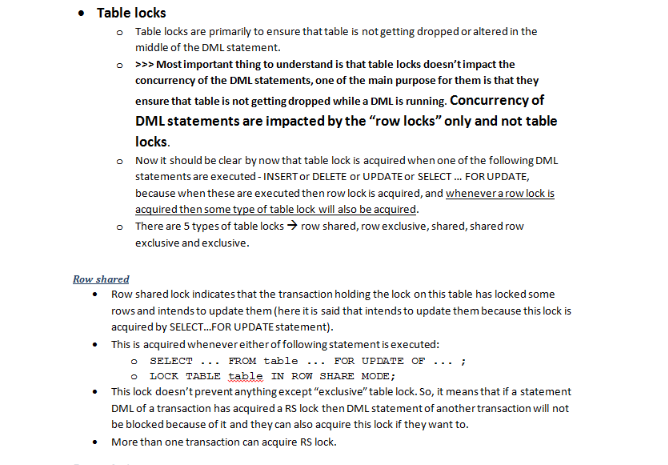 • Table locks
o Table locks are primarily to ensure that table is not getting dropped or altered in the
middle of the DML statement.
o >>> Most important thing to understand is that table locks doesn't impact the
concurrency of the DML statements, one of the main purpose for them is that they
ensure that table is not getting dropped while a DML is running. Concurrency of
DML statements are impacted by the "row locks" only and not table
locks.
o Now it should be clear by now that table lock is acquired when one of the following DML
statements are executed - INSERT or DELETE or UPDATE or SELECT ... FOR UPDATE,
because when these are executed then row lock is acquired, and whenever a row lock is
acquired then some type of table lock will also be acquired.
o There are 5 types of table locks → row shared, row exclusive, shared, shared row
exclusive and exclusive.
Row shared
• Row shared lock indicates that the transaction holding the lock on this table has locked some
rows and intends to update them (here it is said that intends to update them because this lock is
acquired by SELECT...FOR UPDATE statement).
• This is acquired whenever either of following statement is executed:
o SELECT ... FROM table ... FOR UPDATE OF ... ;
o LOCK TABLE table IN ROW SHARE MODE;
• This lock doesn't prevent anything except "exclusive" table lock. So, it means that if a statement
DML of a transaction has acquired a RS lock then DML statement of another transaction will not
be blocked because of it and they can also acquire this lock if they want to.
• More than one transaction can acquire RS lock.